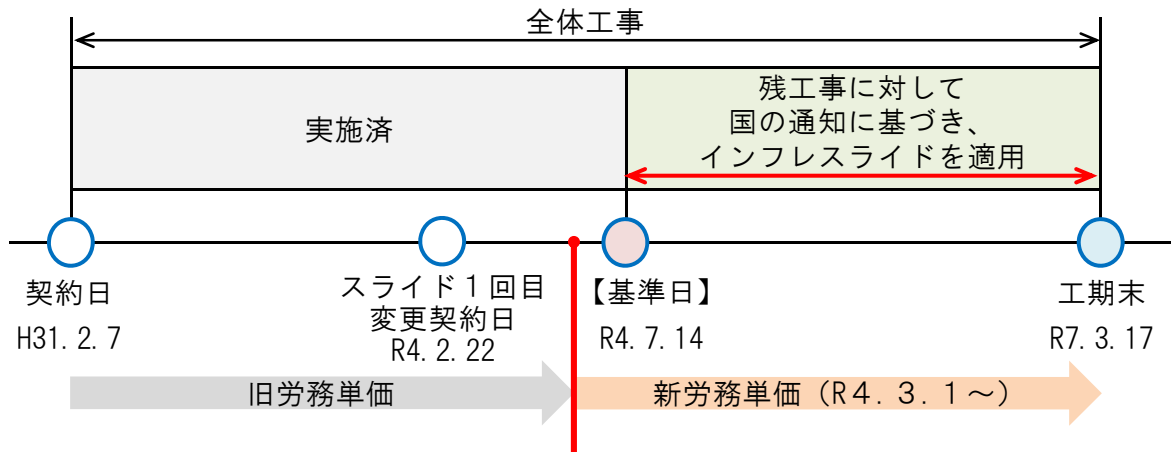 全体工事
実施済
残工事に対して
国の通知に基づき、
インフレスライドを適用
契約日
H31.2.7
スライド１回目
変更契約日
R4.2.22
【基準日】
R4.7.14
工期末
R7.3.17
旧労務単価
新労務単価（R４．３．１～）